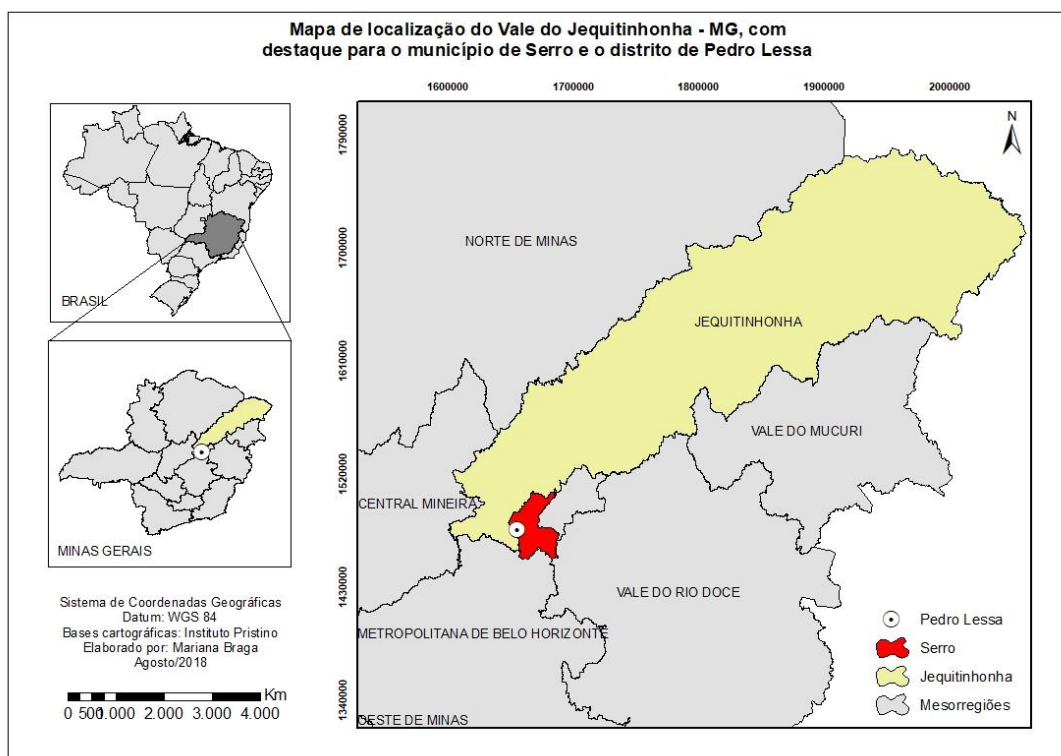 Mapa de localização do Vale do Jequitinhonha - MG, com
destaque para o município de Serro e o distrito de Pedro Lessa
1600000 1700000 1800000 1900000 2000000
1790000
1700000
1610000
1520000
1430000
1340000
N
BRASIL
MINAS GERAIS
NORTE DE MINAS
JEQUITINHONHA
VALE DO MUCURI
CENTRAL MINEIRA
VALE DO RIO DOCE
METROPOLITANA DE BELO HORIZONTE
OESTE DE MINAS
Sistema de Coordenadas Geográficas
Datum: WGS 84
Bases cartográficas: Instituto Pristino
Elaborado por: Mariana Braga
Agosto/2018
Km
0 500 1.000 2.000 3.000 4.000
Pedro Lessa
Serro
Jequitinhonha
Mesorregiões